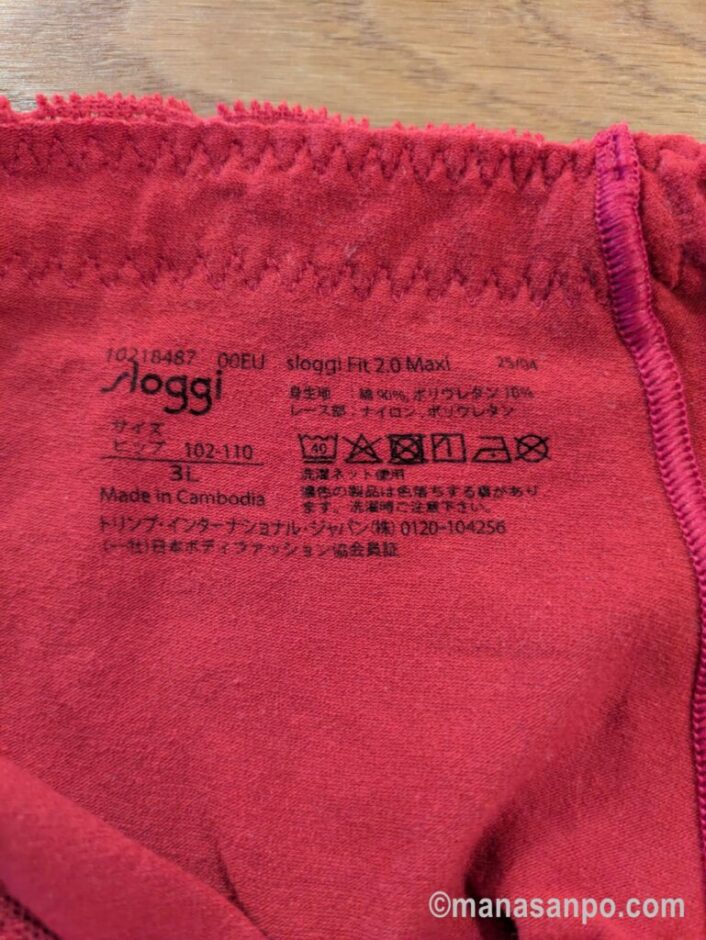 10218487 00EU sloggi Fit 2.0 Maxi 25/04
sloggi
身生地 : 綿 90%, ポリウレタン 10%
レース部 : ナイロン, ポリウレタン
サイズ
ヒップ 102-110
3L
40
洗濯ネット使用
濃色の製品は色落ちする事があり
ます。洗濯時ご注意ください。
Made in Cambodia
トリンプ・インターナショナル・ジャパン(株) 0120-104256
(一社)日本ボディファッション協会員証
©manasanpo.com